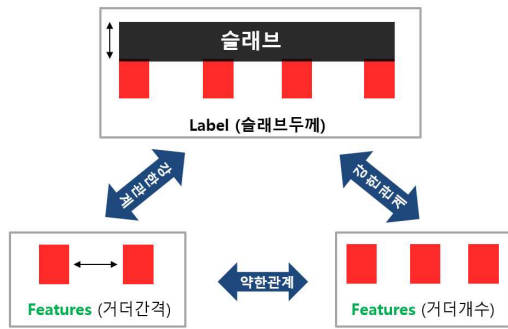 슬래브
Label (슬래브두께)
강한관계
강한관계
약한관계
Features (거더간격)
Features (거더개수)